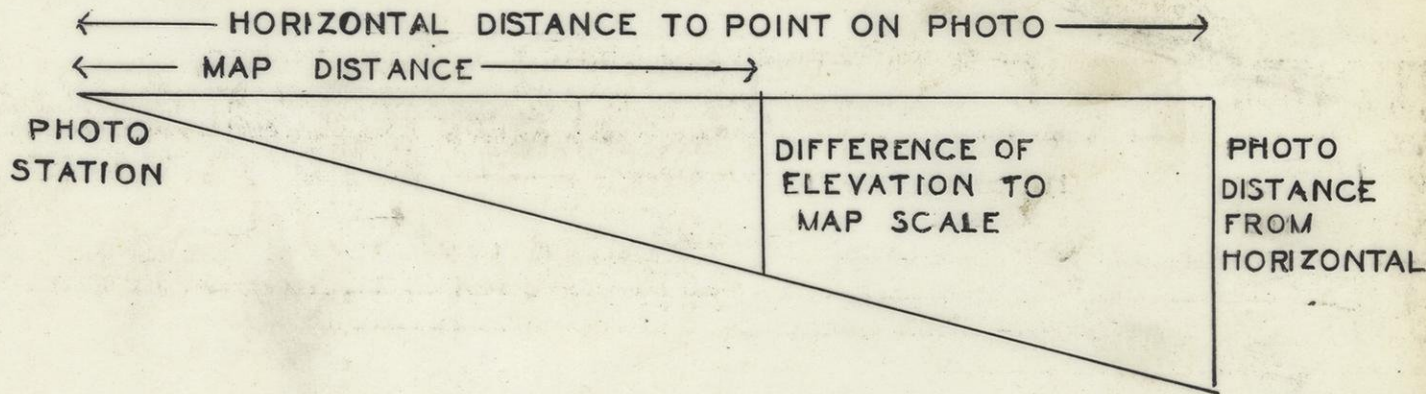 HORIZONTAL DISTANCE TO POINT ON PHOTO
MAP DISTANCE
PHOTO
STATION
DIFFERENCE OF
ELEVATION TO
MAP SCALE
PHOTO
DISTANCE
FROM
HORIZONTAL